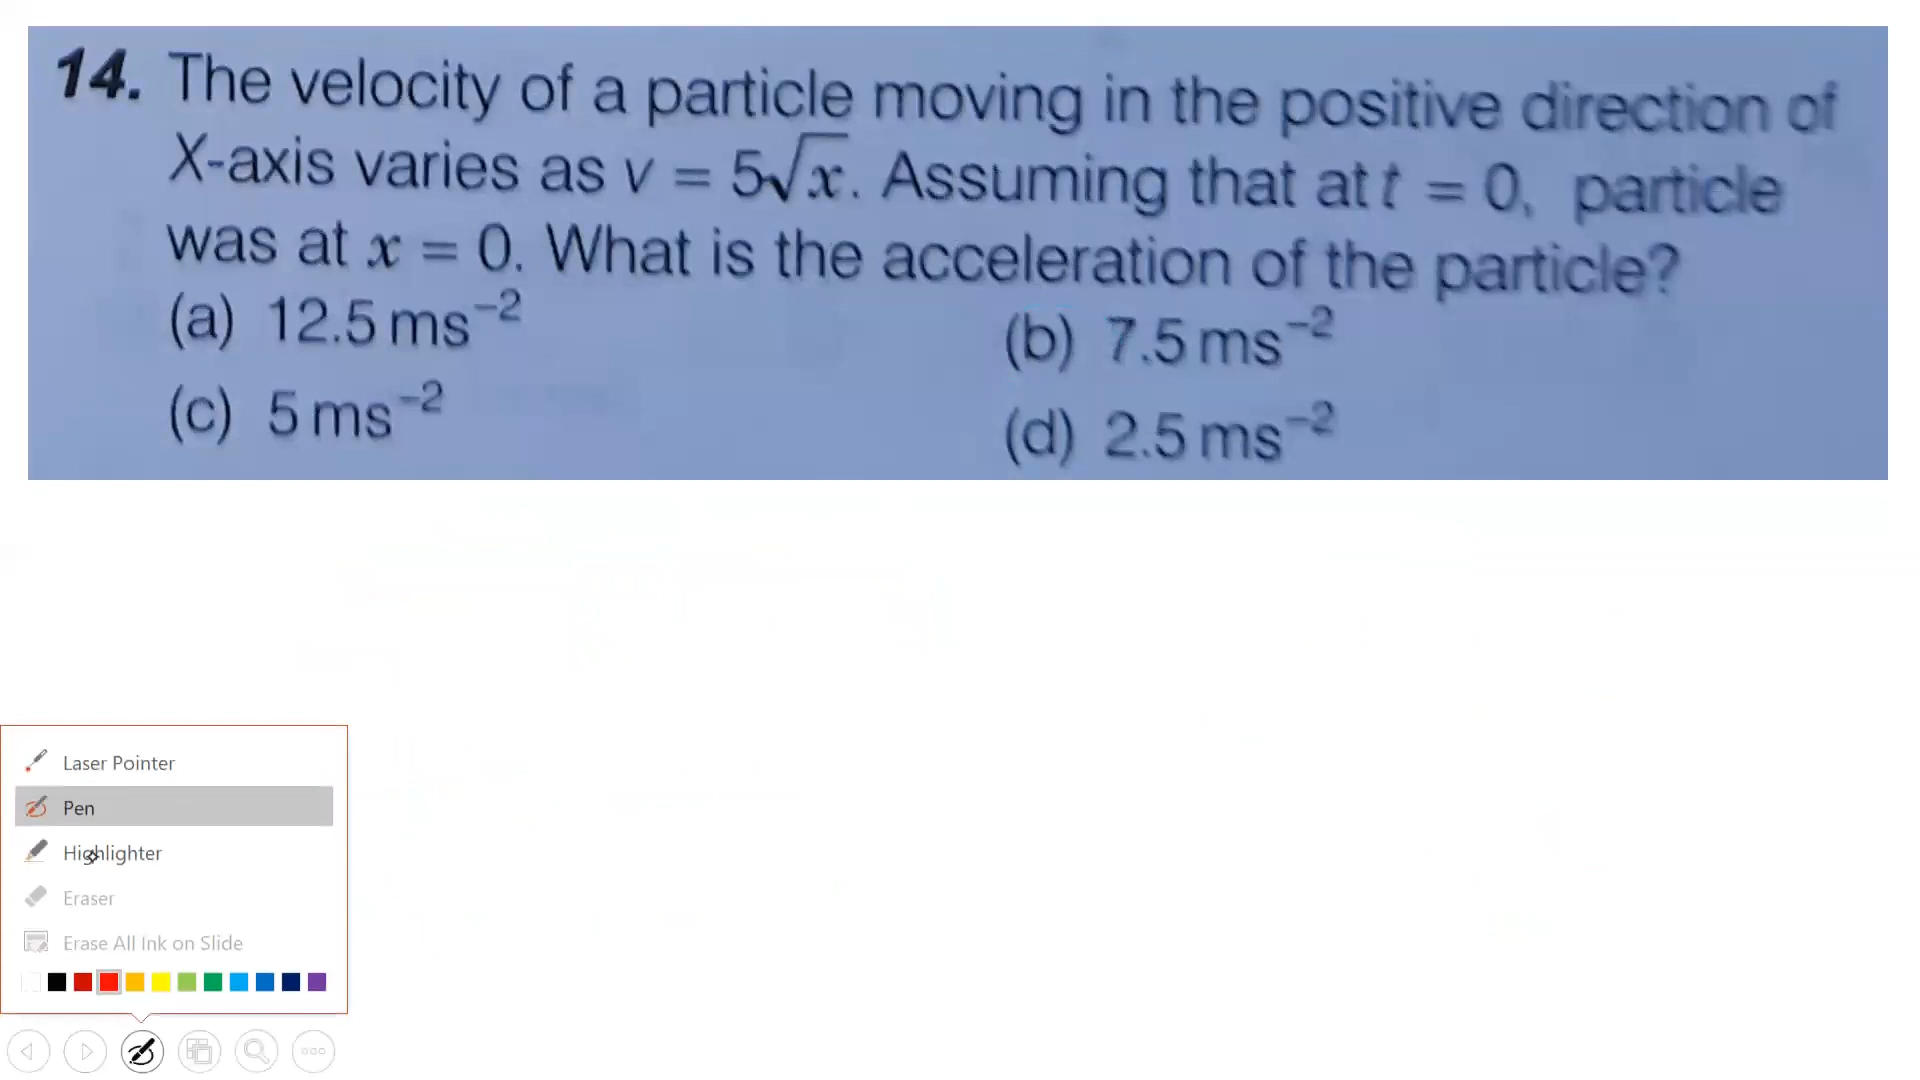 14. The velocity of a particle moving in the positive direction of
X-axis varies as v = 5√x. Assuming that at t = 0, particle
was at x = 0. What is the acceleration of the particle?
(a) 12.5 ms⁻² (b) 7.5 ms⁻²
(c) 5 ms⁻² (d) 2.5 ms⁻²
Laser Pointer
Pen
Highlighter
Eraser
Erase All Ink on Slide